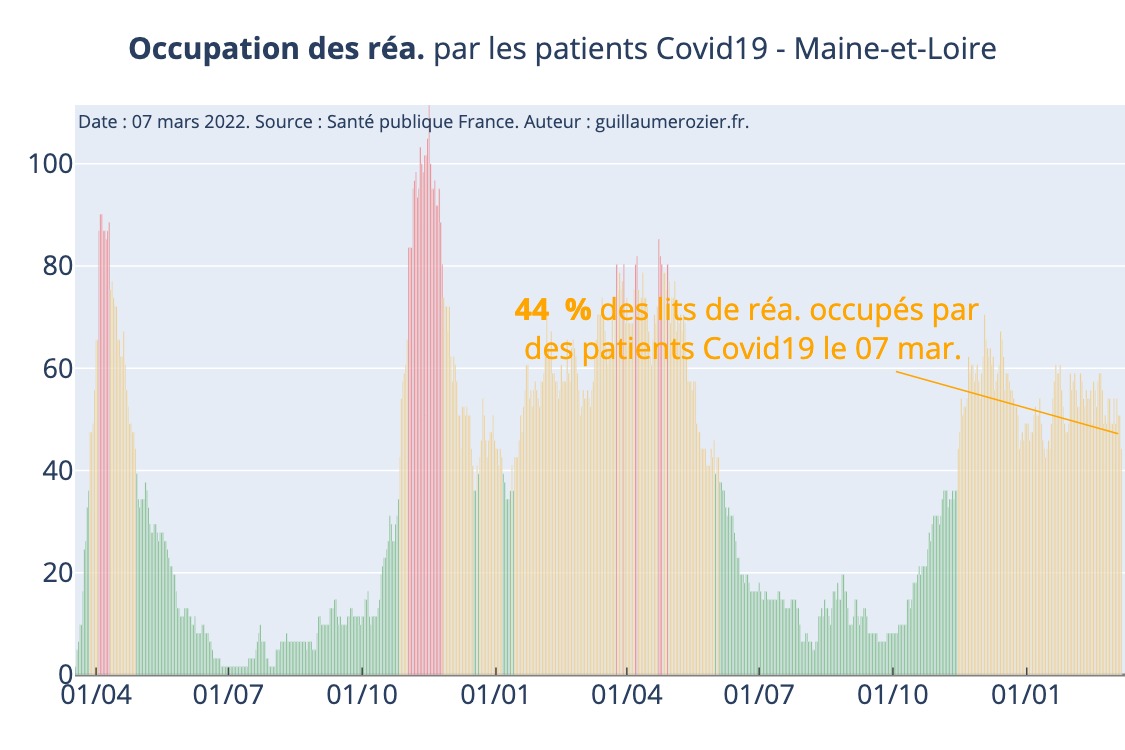 Occupation des réa. par les patients Covid19 - Maine-et-Loire
Date : 07 mars 2022. Source : Santé publique France. Auteur : guillaumerozier.fr.
100
80
44  % des lits de réa. occupés par
des patients Covid19 le 07 mar.
60
40
20
0
01/04 01/07 01/10 01/01 01/04 01/07 01/10 01/01